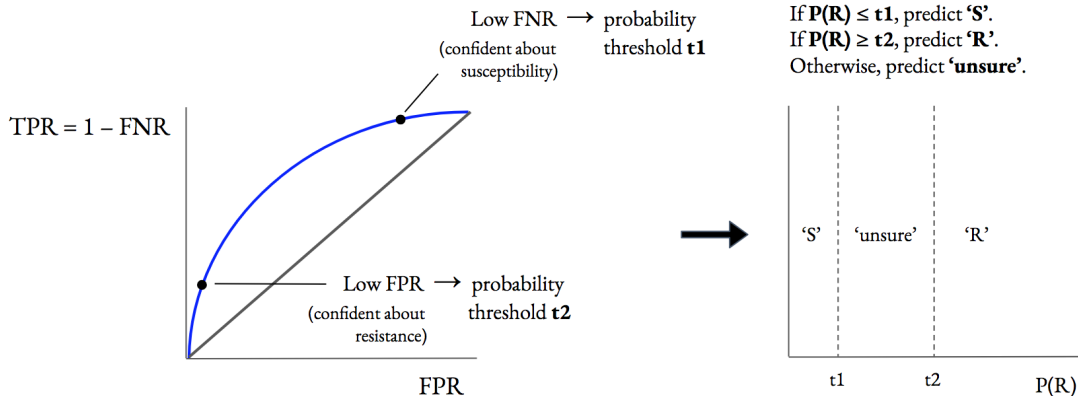 Low FNR → probability
threshold t1
(confident about
susceptibility)
TPR = 1 – FNR
Low FPR → probability
threshold t2
(confident about
resistance)
FPR
If P(R) ≤ t1, predict ‘S’.
If P(R) ≥ t2, predict ‘R’.
Otherwise, predict ‘unsure’.
‘S’ ‘unsure’ ‘R’
t1 t2 P(R)